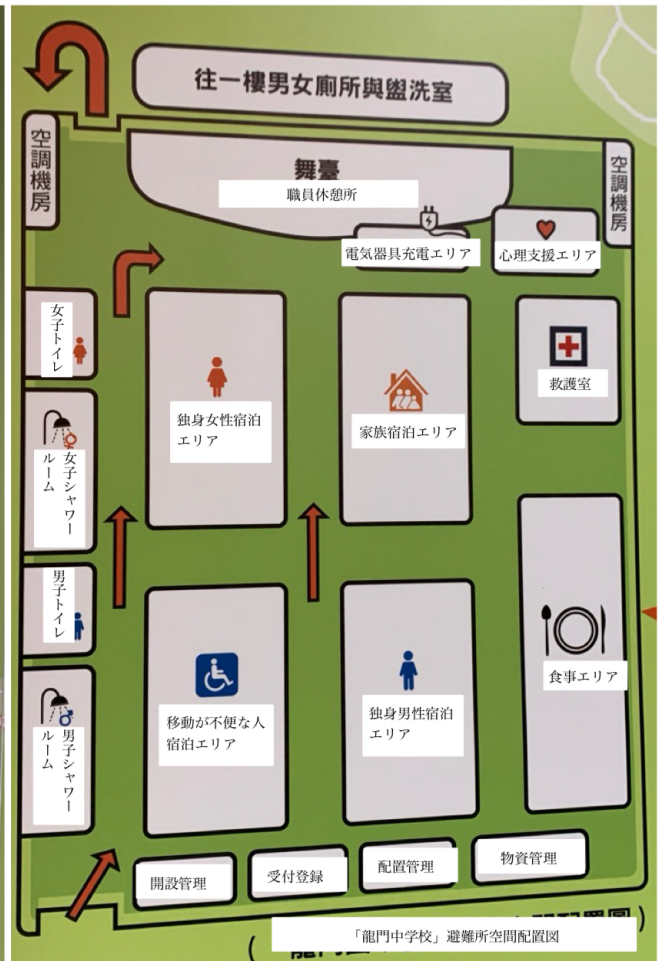 往一樓男女廁所與盥洗室
空調機房
舞臺
職員休憩所
空調機房
電気器具充電エリア
心理支援エリア
女子トイレ
独身女性宿泊
エリア
家族宿泊エリア
救護室
女子シャワー
ルーム
男子トイレ
男子シャワー
ルーム
移動が不便な人
宿泊エリア
独身男性宿泊
エリア
食事エリア
開設管理
受付登録
配置管理
物資管理
「龍門中学校」避難所空間配置図